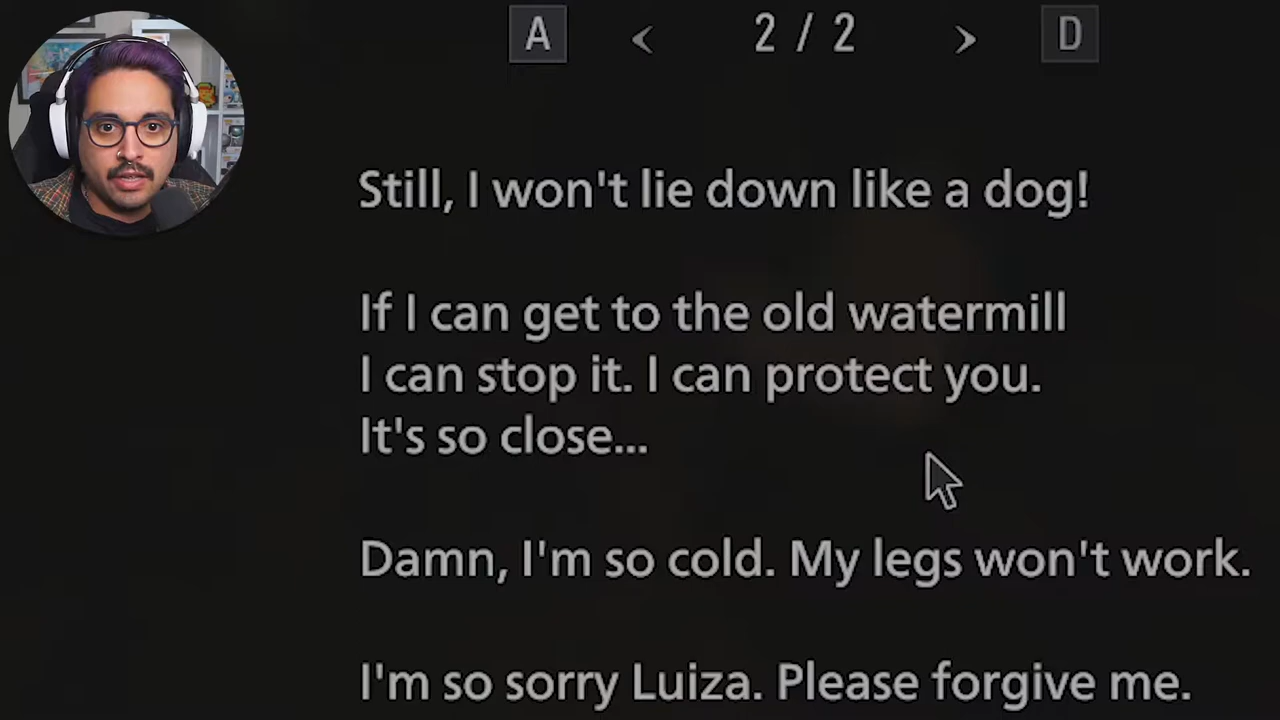 A < 2 / 2 > D
Still, I won't lie down like a dog!
If I can get to the old watermill
I can stop it. I can protect you.
It's so close...
Damn, I'm so cold. My legs won't work.
I'm so sorry Luiza. Please forgive me.